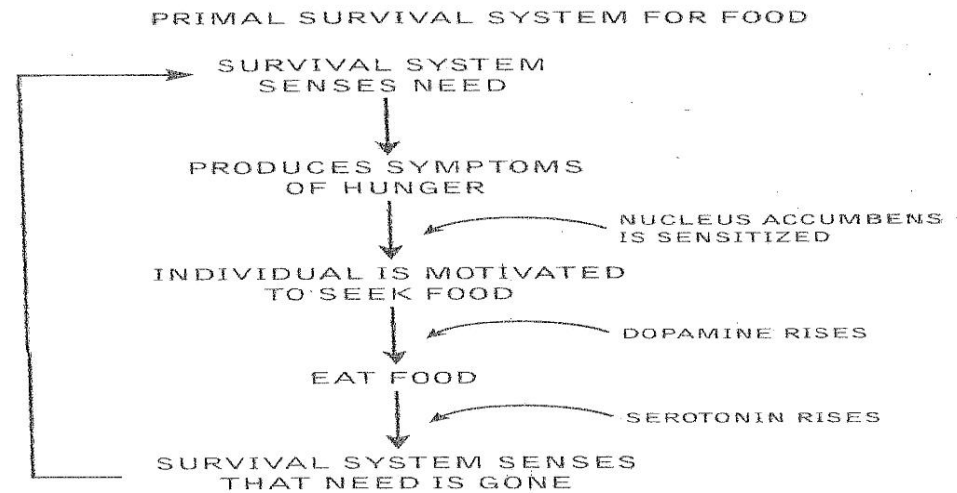 PRIMAL SURVIVAL SYSTEM FOR FOOD
SURVIVAL SYSTEM
SENSES NEED
PRODUCES SYMPTOMS
OF HUNGER
NUCLEUS ACCUMBENS
IS SENSITIZED
INDIVIDUAL IS MOTIVATED
TO SEEK FOOD
DOPAMINE RISES
EAT FOOD
SEROTONIN RISES
SURVIVAL SYSTEM SENSES
THAT NEED IS GONE